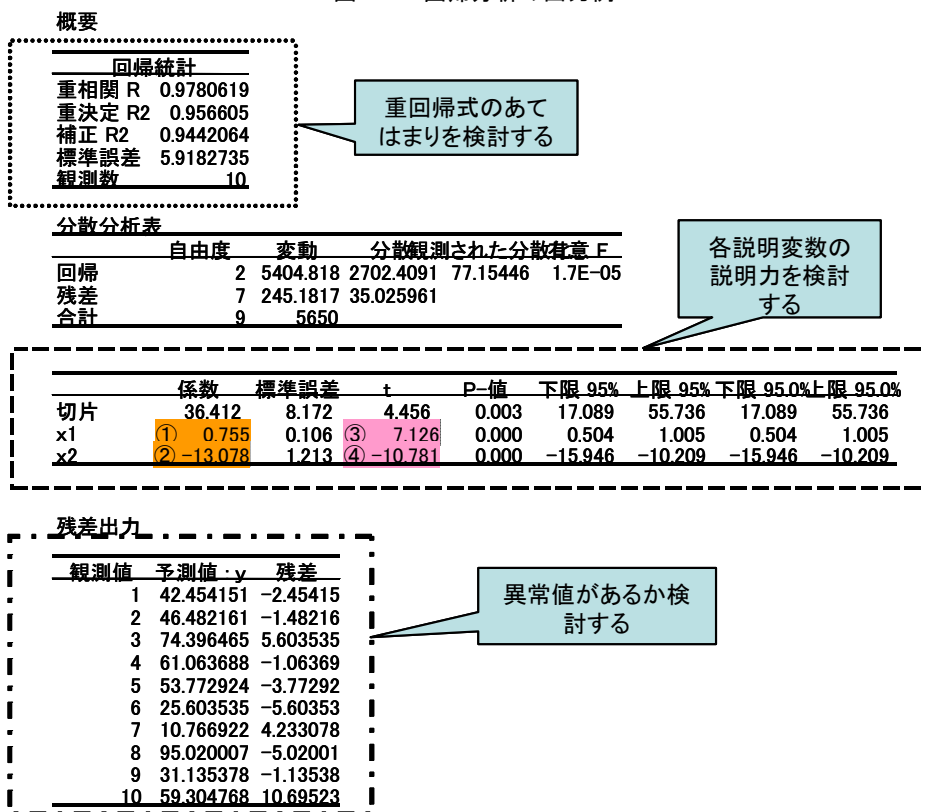 概要
回帰統計
重相関 R 0.9780619
重決定 R2 0.956605
補正 R2 0.9442064
標準誤差 5.9182735
観測数 10
重回帰式のあて
はまりを検討する
分散分析表
自由度 変動 分散 観測された分散比 有意 F
回帰 2 5404.818 2702.4091 77.15446 1.7E-05
残差 7 245.1817 35.025961
合計 9 5650
各説明変数の
説明力を検討
する
係数 標準誤差 t P-値 下限 95% 上限 95% 下限 95.0% 上限 95.0%
切片 36.412 8.172 4.456 0.003 17.089 55.736 17.089 55.736
x1 ① 0.755 0.106 ③ 7.126 0.000 0.504 1.005 0.504 1.005
x2 ② -13.078 1.213 ④ -10.781 0.000 -15.946 -10.209 -15.946 -10.209
残差出力
観測値 予測値 : y 残差
1 42.454151 -2.45415
2 46.482161 -1.48216
3 74.396465 5.603535
4 61.063688 -1.06369
5 53.772924 -3.77292
6 25.603535 -5.60353
7 10.766922 4.233078
8 95.020007 -5.02001
9 31.135378 -1.13538
10 59.304768 10.69523
異常値があるか検
討する